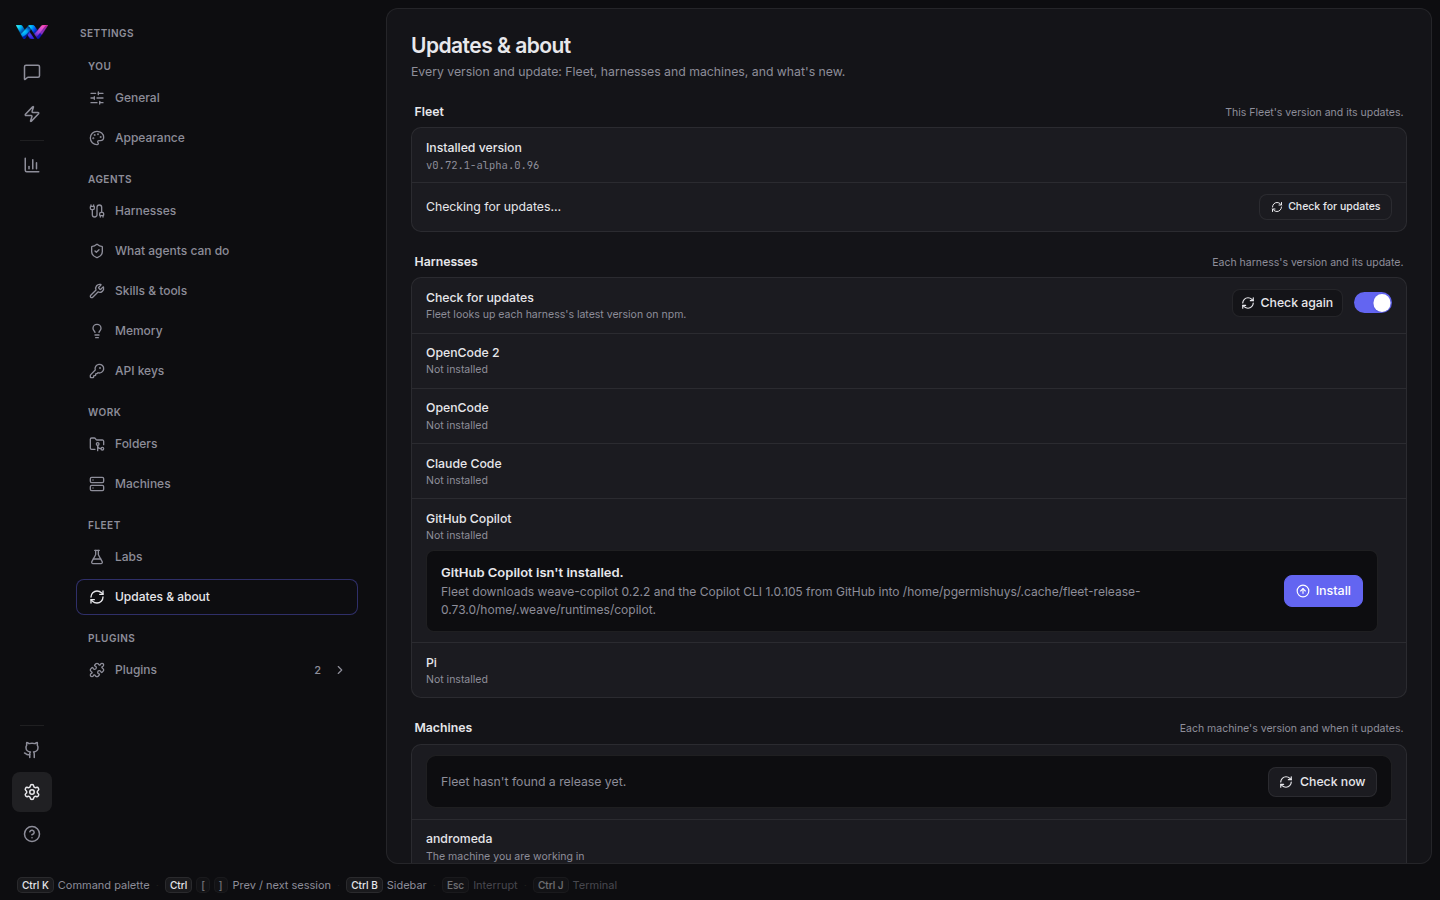 SETTINGS
YOU
General
Appearance
AGENTS
Harnesses
What agents can do
Skills & tools
Memory
API keys
WORK
Folders
Machines
FLEET
Labs
Updates & about
PLUGINS
Plugins 2
Updates & about
Every version and update: Fleet, harnesses and machines, and what's new.
Fleet This Fleet's version and its updates.
Installed version
v0.72.1-alpha.0.96
Checking for updates... Check for updates
Harnesses Each harness's version and its update.
Check for updates
Fleet looks up each harness's latest version on npm.
Check again
OpenCode 2
Not installed
OpenCode
Not installed
Claude Code
Not installed
GitHub Copilot
Not installed
GitHub Copilot isn't installed.
Fleet downloads weave-copilot 0.2.2 and the Copilot CLI 1.0.105 from GitHub into /home/pgermishuys/.cache/fleet-release-
0.73.0/home/.weave/runtimes/copilot.
Install
Pi
Not installed
Machines Each machine's version and when it updates.
Fleet hasn't found a release yet. Check now
andromeda
The machine you are working in
Ctrl K Command palette Ctrl [ ] Prev / next session Ctrl B Sidebar Esc Interrupt Ctrl J Terminal